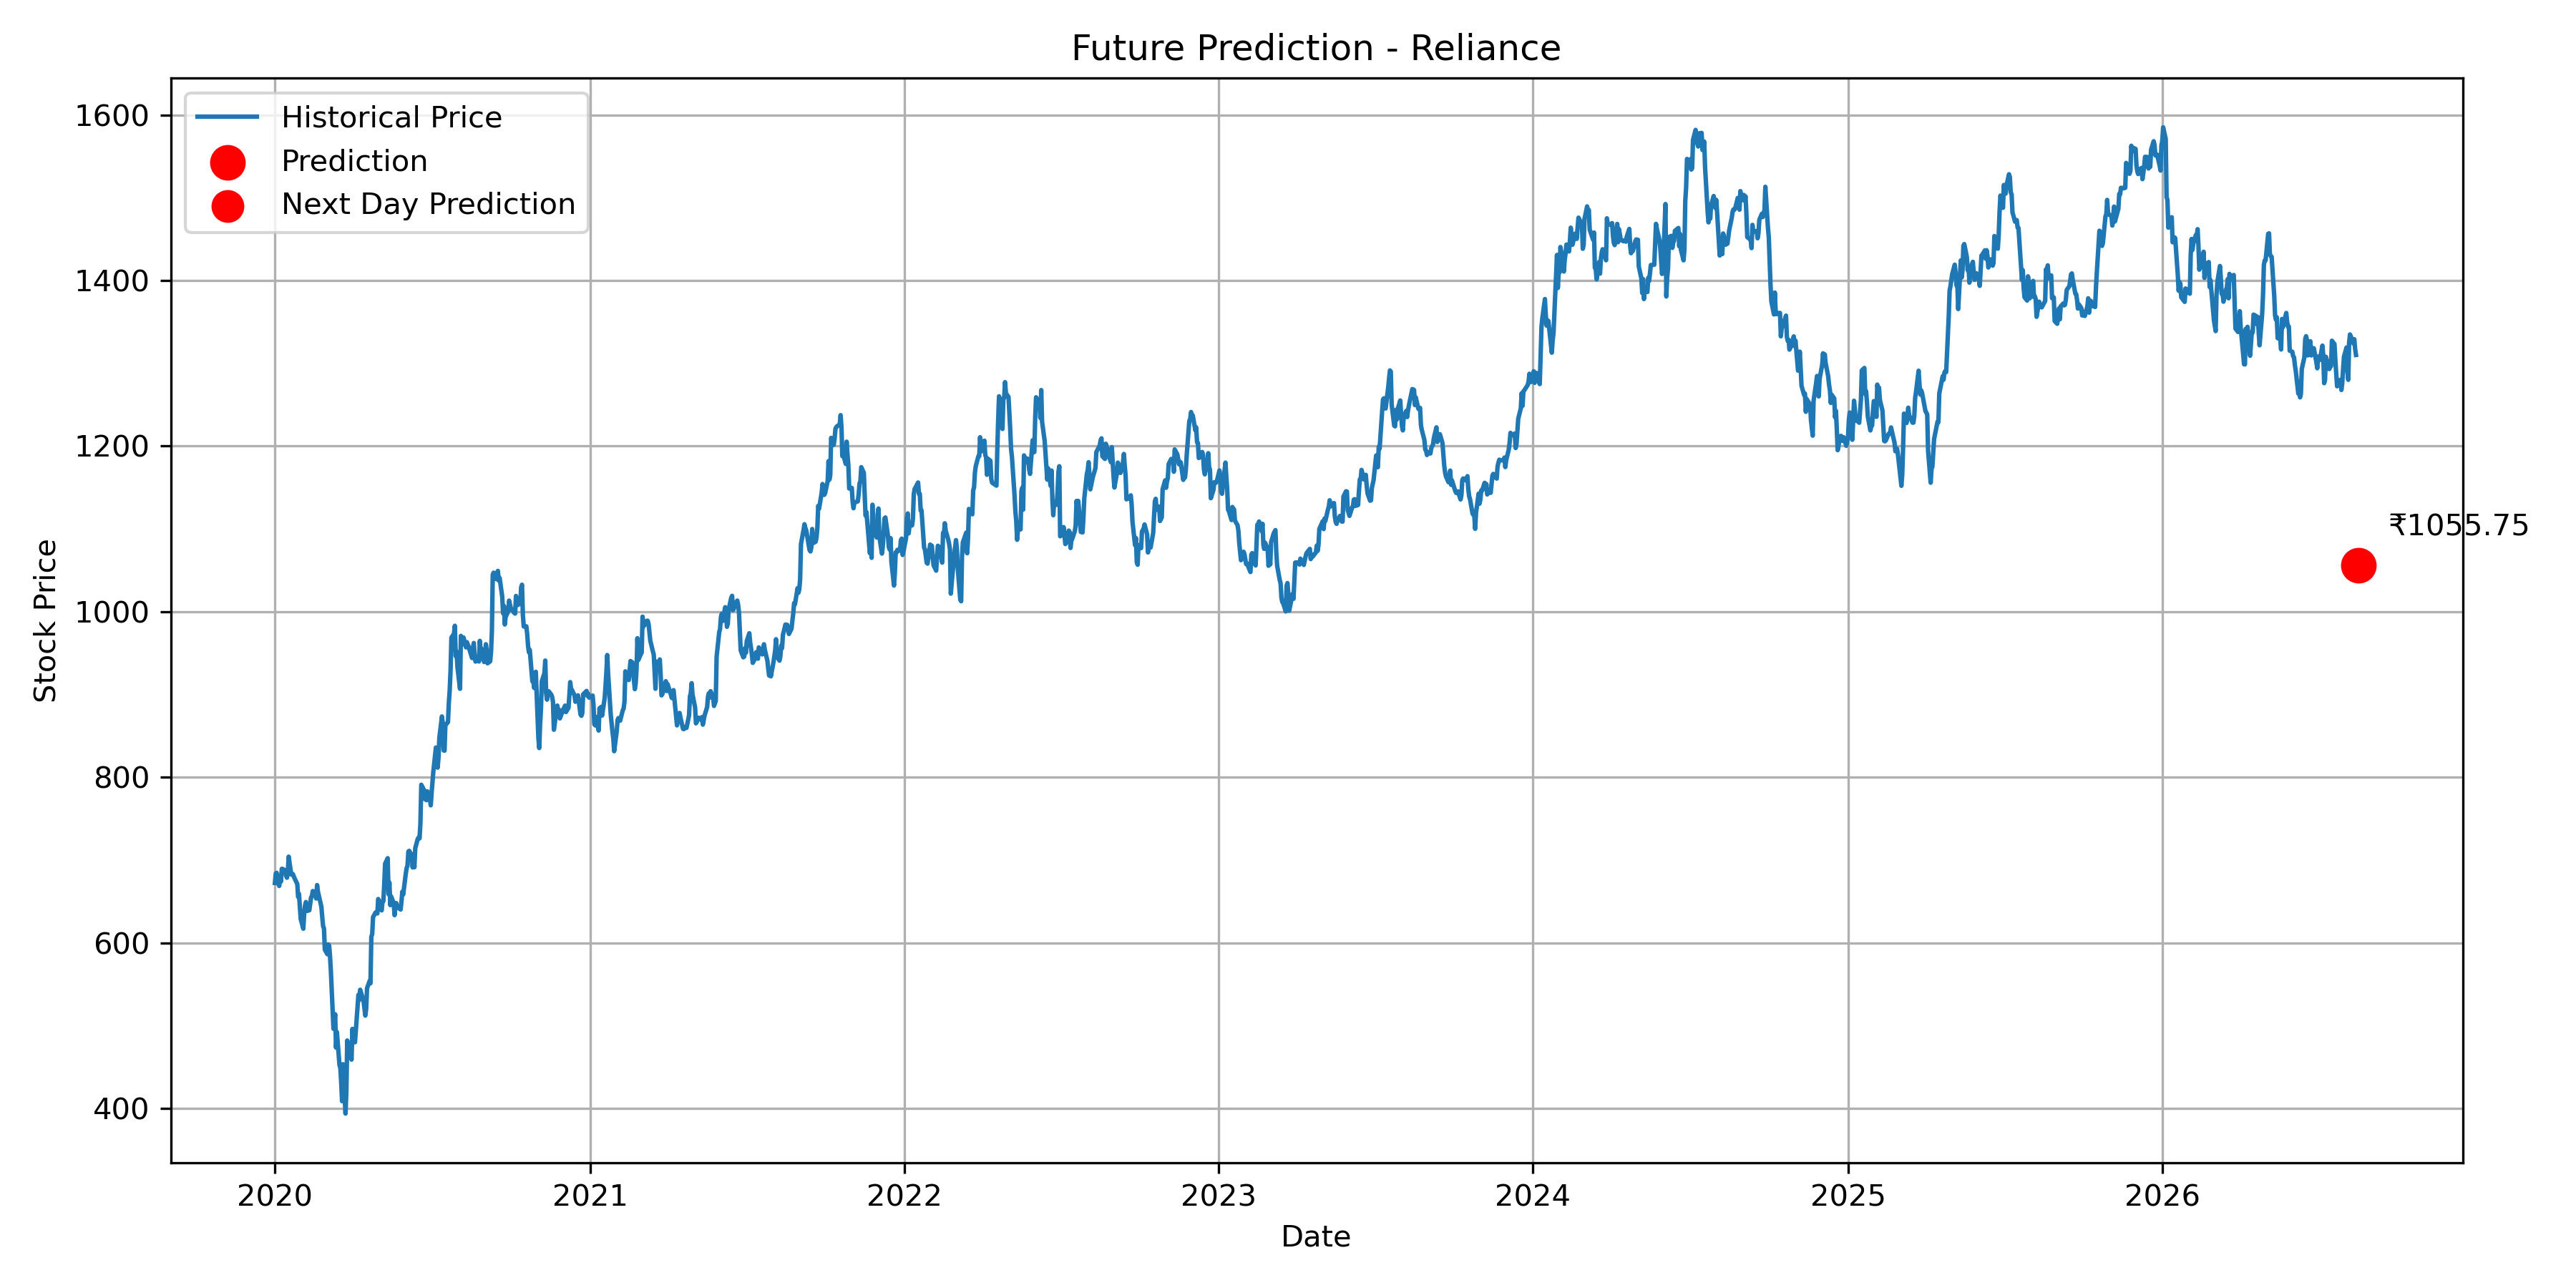 Future Prediction - Reliance
Historical Price
Prediction
Next Day Prediction
1600
1400
1200
1000
800
600
400
Stock Price
₹1055.75
2020 2021 2022 2023 2024 2025 2026
Date